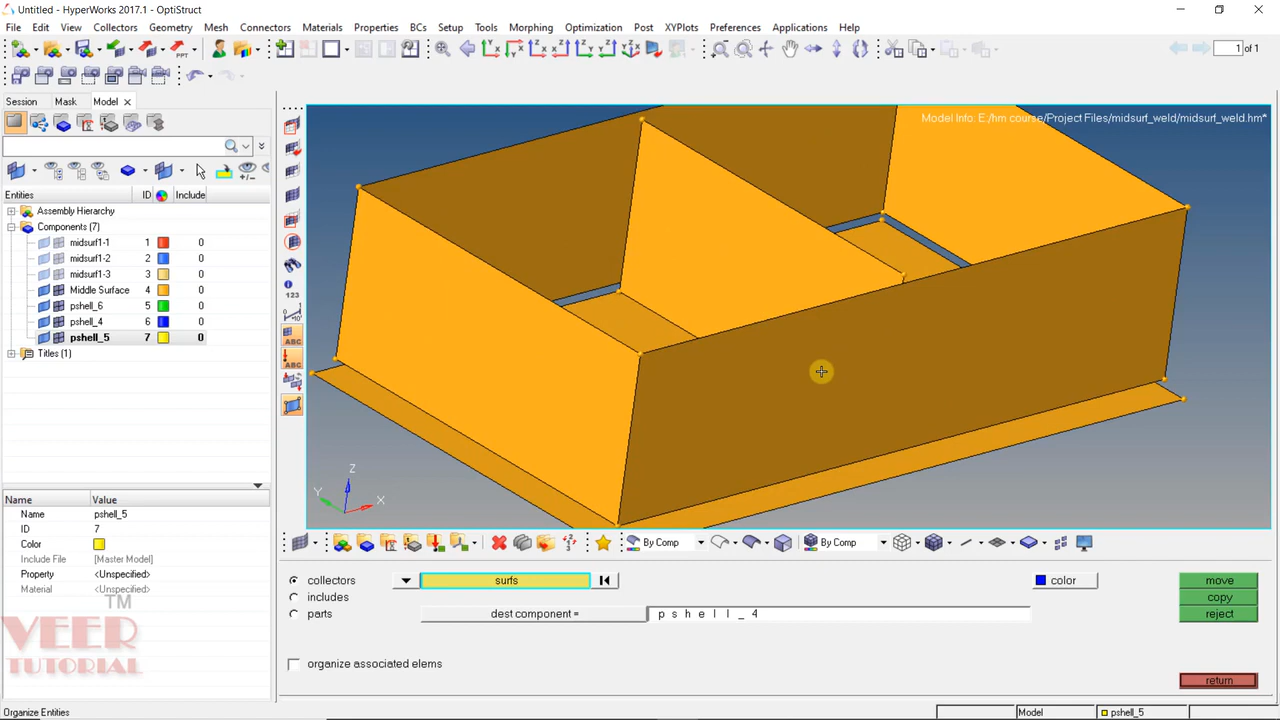 Untitled - HyperWorks 2017.1 - OptiStruct
File Edit View Collectors Geometry Mesh Connectors Materials Properties BCs Setup Tools Morphing Optimization Post XYPlots Preferences Applications Help
1 of 1
Session Mask Model
Model Info: E:/hm course/Project Files/midsurf_weld/midsurf_weld.hm*
Entities ID Include
Assembly Hierarchy
Components (7)
midsurf1-1 1 0
midsurf1-2 2 0
midsurf1-3 3 0
Middle Surface 4 0
pshell_6 5 0
pshell_4 6 0
pshell_5 7 0
Titles (1)
123
ABC
ABC
Z
Y
X
Name Value
Name pshell_5
ID 7
Color
Include File [Master Model]
Property <Unspecified>
Material <Unspecified>
TM
VEER
TUTORIAL
By Comp By Comp
collectors surfs color move
includes copy
parts dest component = pshell_4 reject
organize associated elems
return
Organize Entities Model pshell_5